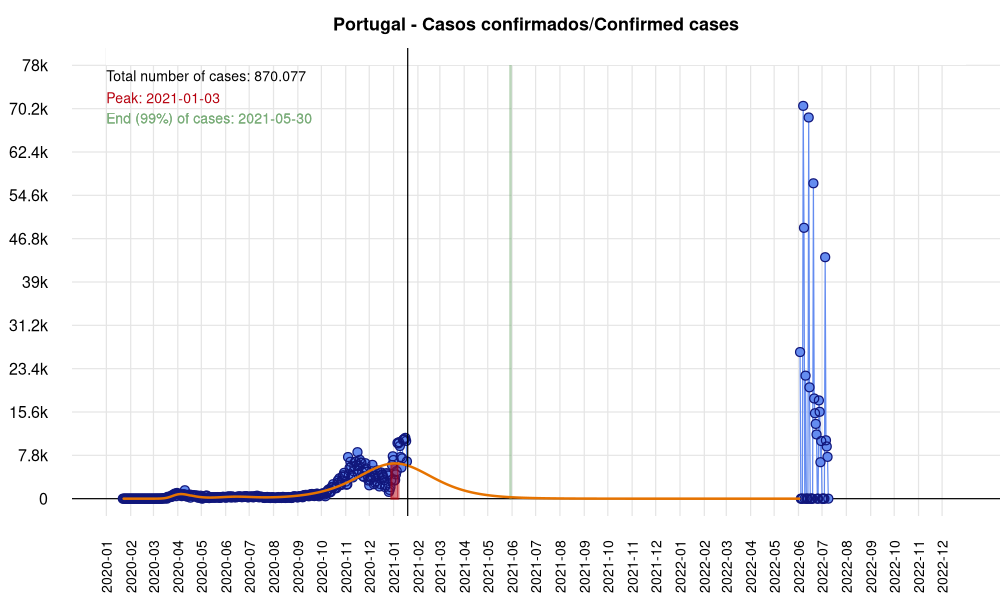 Portugal - Casos confirmados/Confirmed cases
Total number of cases: 870.077
Peak: 2021-01-03
End (99%) of cases: 2021-05-30
78k
70.2k
62.4k
54.6k
46.8k
39k
31.2k
23.4k
15.6k
7.8k
0
2020-01
2020-02
2020-03
2020-04
2020-05
2020-06
2020-07
2020-08
2020-09
2020-10
2020-11
2020-12
2021-01
2021-02
2021-03
2021-04
2021-05
2021-06
2021-07
2021-08
2021-09
2021-10
2021-11
2021-12
2022-01
2022-02
2022-03
2022-04
2022-05
2022-06
2022-07
2022-08
2022-09
2022-10
2022-11
2022-12